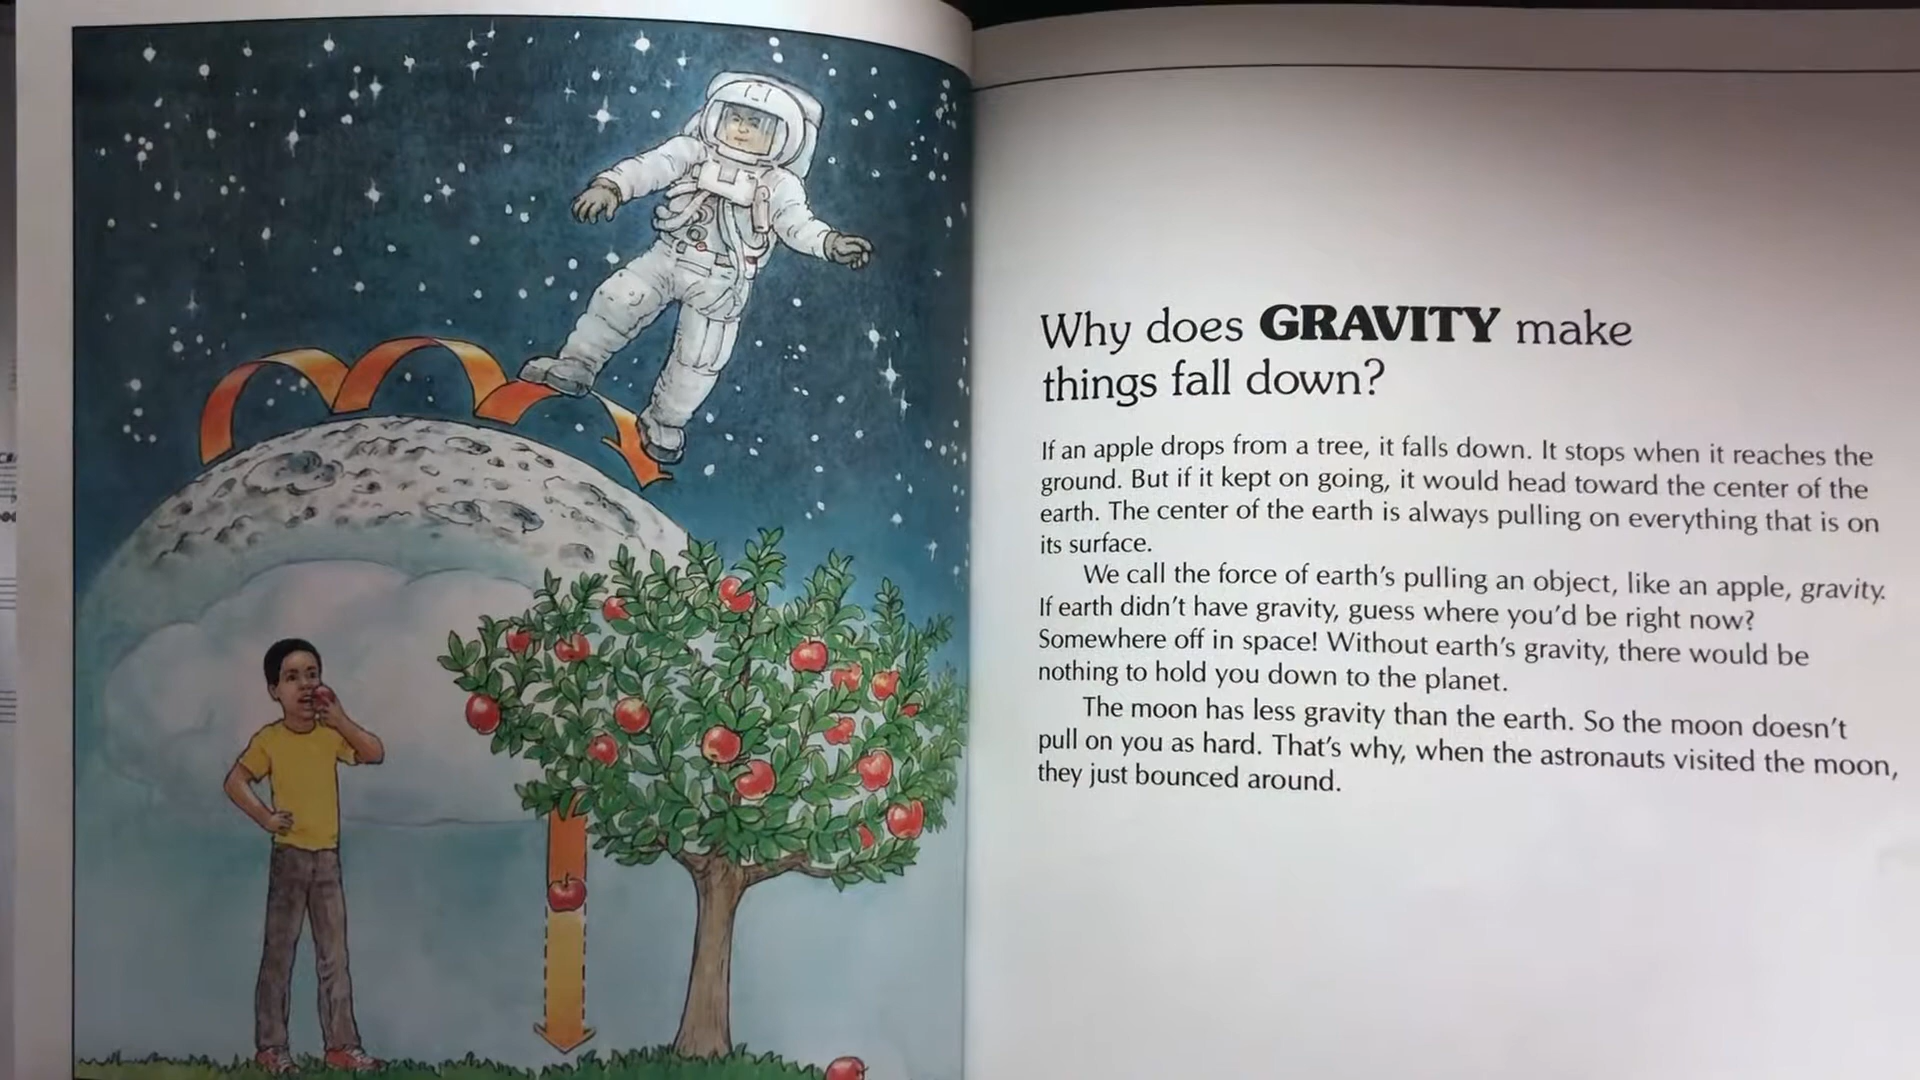 Why does GRAVITY make
things fall down?
If an apple drops from a tree, it falls down. It stops when it reaches the
ground. But if it kept on going, it would head toward the center of the
earth. The center of the earth is always pulling on everything that is on
its surface.
We call the force of earth's pulling an object, like an apple, gravity.
If earth didn't have gravity, guess where you'd be right now?
Somewhere off in space! Without earth's gravity, there would be
nothing to hold you down to the planet.
The moon has less gravity than the earth. So the moon doesn't
pull on you as hard. That's why, when the astronauts visited the moon,
they just bounced around.